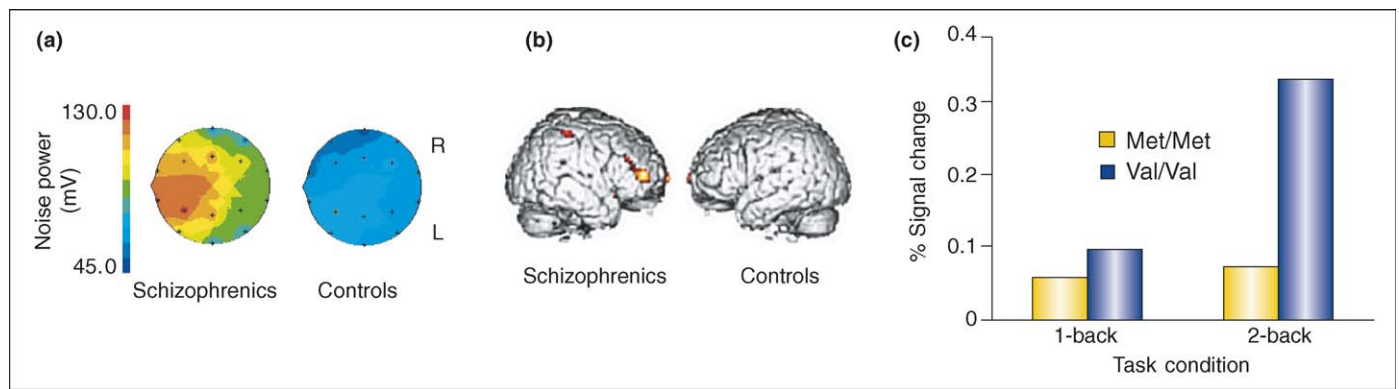 (a)
Noise power
(mV)
130.0
45.0
R
L
Schizophrenics
Controls
(b)
Schizophrenics
Controls
(c)
% Signal change
0.4
0.3
0.2
0.1
0
Met/Met
Val/Val
1-back
2-back
Task condition